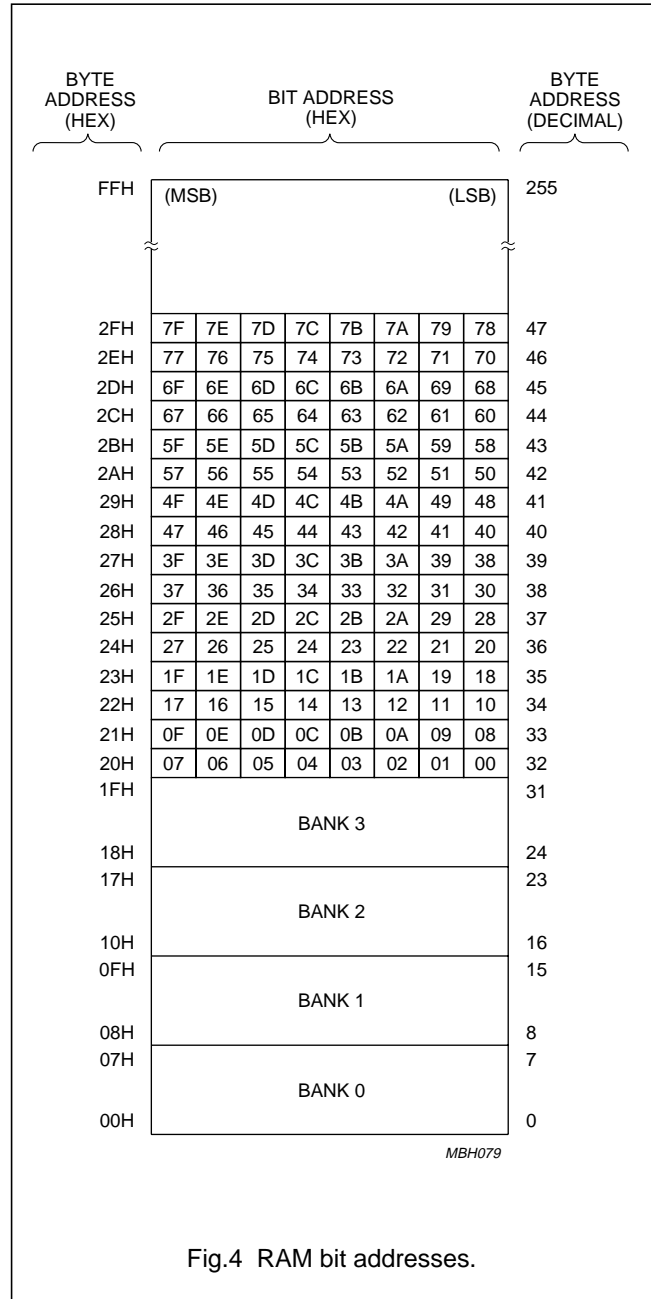 BYTE ADDRESS (HEX)
BIT ADDRESS (HEX)
BYTE ADDRESS (DECIMAL)
FFH (MSB) (LSB) 255
2FH 7F 7E 7D 7C 7B 7A 79 78 47
2EH 77 76 75 74 73 72 71 70 46
2DH 6F 6E 6D 6C 6B 6A 69 68 45
2CH 67 66 65 64 63 62 61 60 44
2BH 5F 5E 5D 5C 5B 5A 59 58 43
2AH 57 56 55 54 53 52 51 50 42
29H 4F 4E 4D 4C 4B 4A 49 48 41
28H 47 46 45 44 43 42 41 40 40
27H 3F 3E 3D 3C 3B 3A 39 38 39
26H 37 36 35 34 33 32 31 30 38
25H 2F 2E 2D 2C 2B 2A 29 28 37
24H 27 26 25 24 23 22 21 20 36
23H 1F 1E 1D 1C 1B 1A 19 18 35
22H 17 16 15 14 13 12 11 10 34
21H 0F 0E 0D 0C 0B 0A 09 08 33
20H 07 06 05 04 03 02 01 00 32
1FH 31
BANK 3
18H 24
17H 23
BANK 2
10H 16
0FH 15
BANK 1
08H 8
07H 7
BANK 0
00H 0
MBH079
Fig.4 RAM bit addresses.